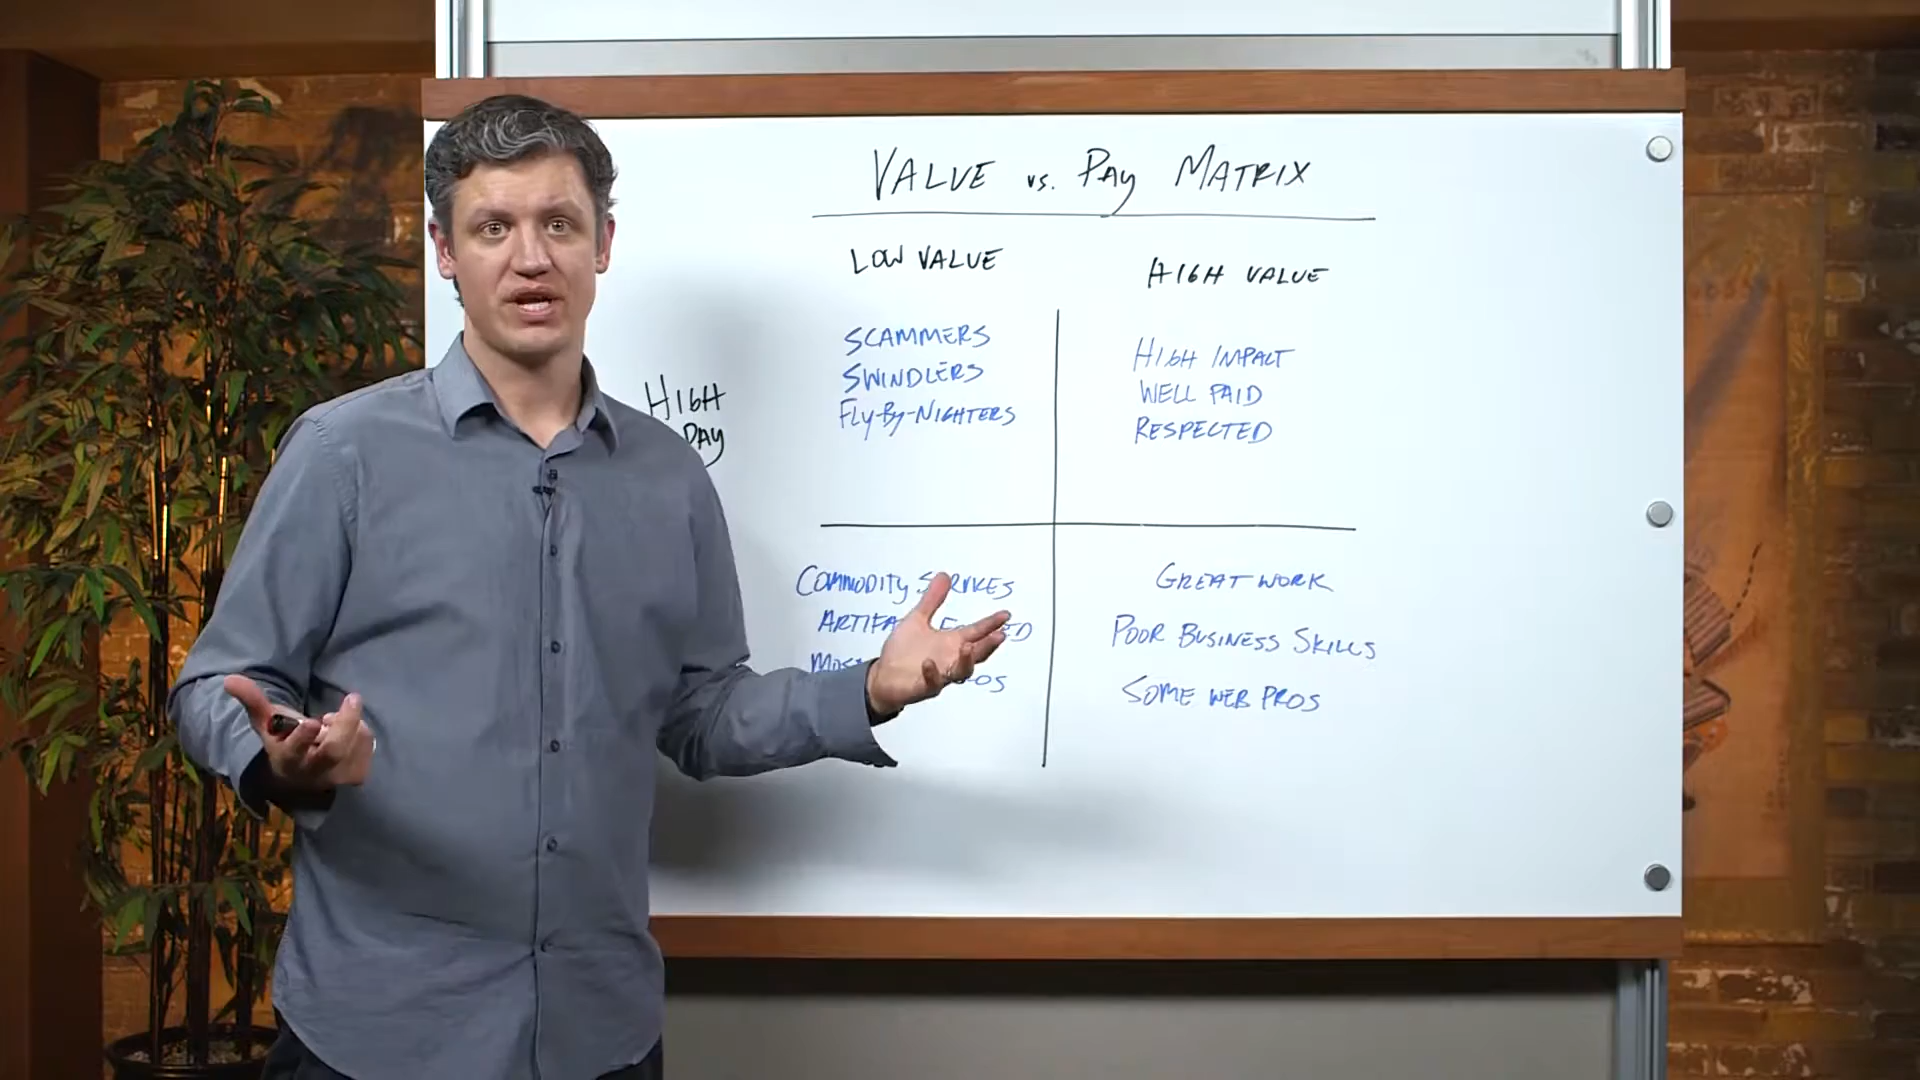 VALUE vs. PAY MATRIX
LOW VALUE
HIGH VALUE
HIGH
PAY
SCAMMERS
SWINDLERS
FLY-BY-NIGHTERS
HIGH IMPACT
WELL PAID
RESPECTED
COMMODITY
GREAT WORK
POOR BUSINESS SKILLS
SOME WEB PROS